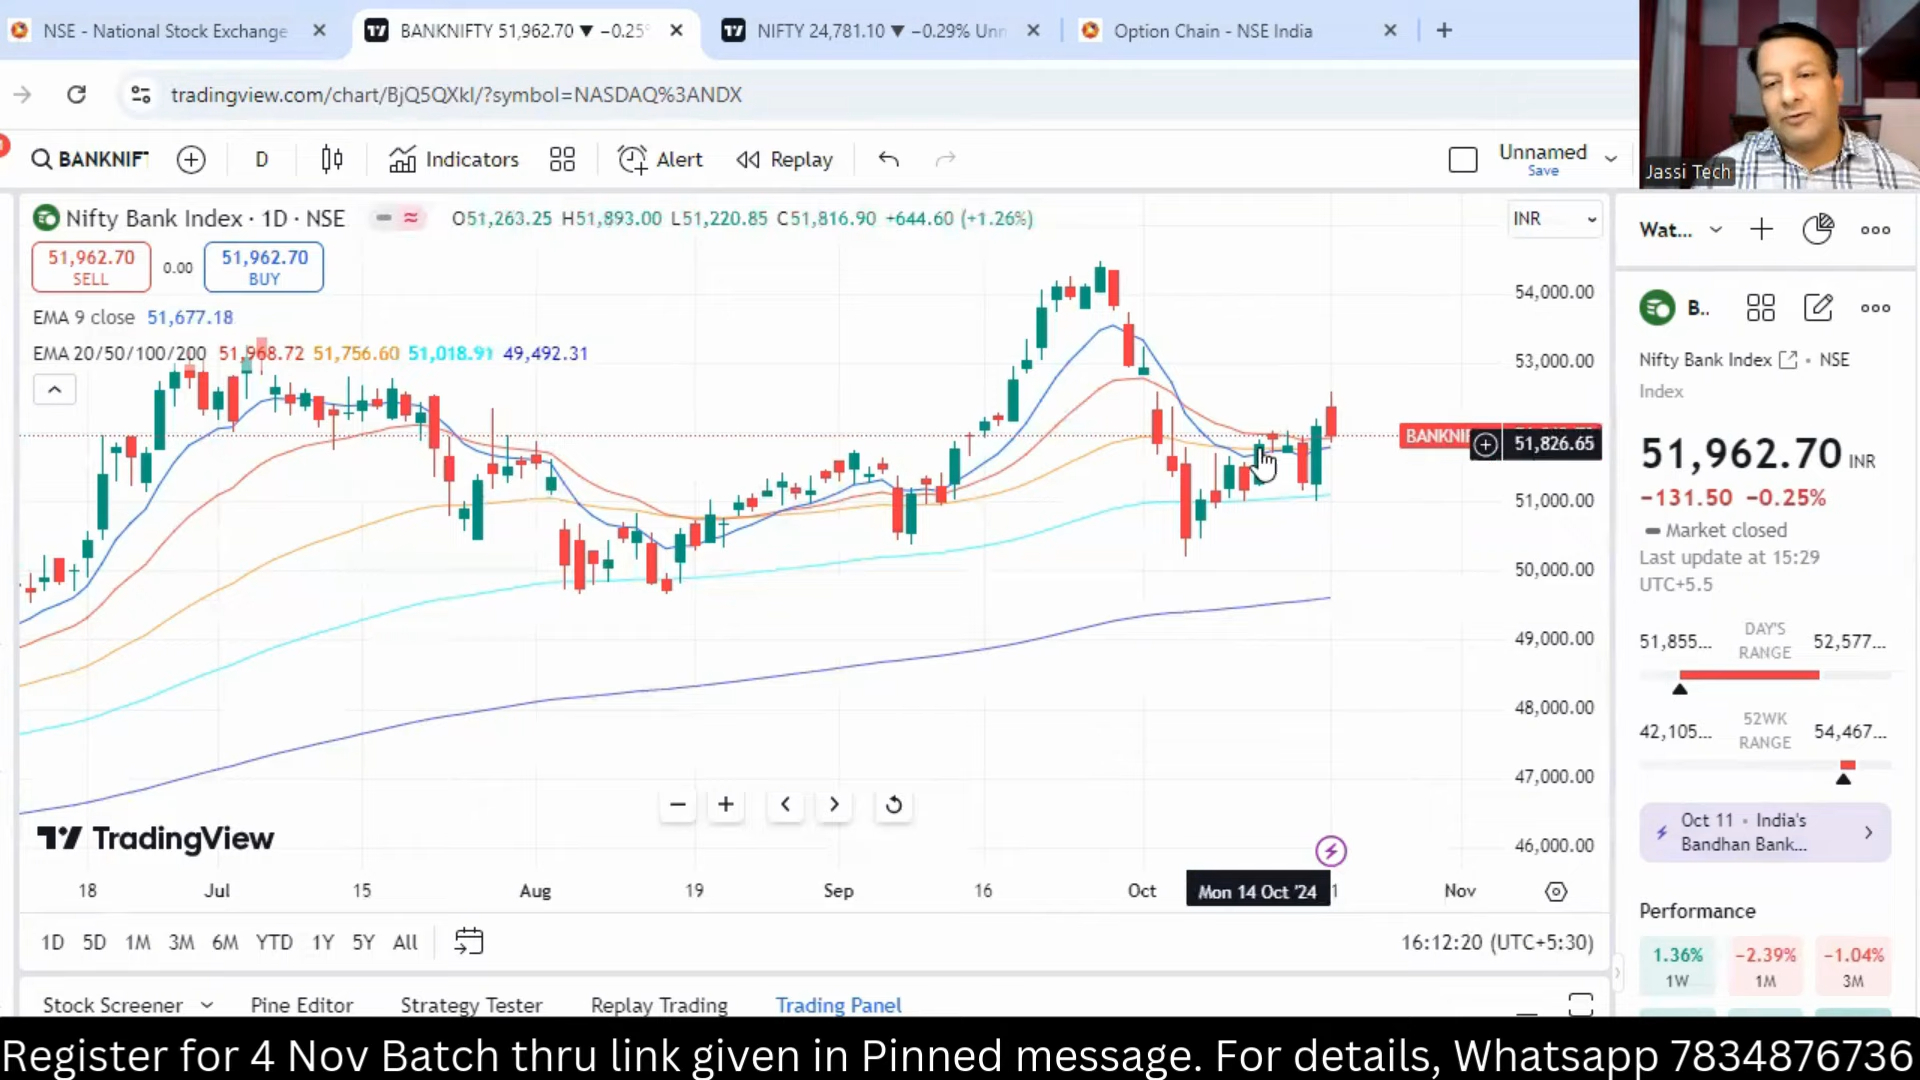 NSE - National Stock Exchange
BANKNIFTY 51,962.70 ▼ −0.25
NIFTY 24,781.10 ▼ −0.29% Unn
Option Chain - NSE India
tradingview.com/chart/BjQ5QXkI/?symbol=NASDAQ%3ANDX
BANKNIF
D
Indicators
Alert
Replay
Unnamed
Save
Jassi Tech
Nifty Bank Index · 1D · NSE
O51,263.25 H51,893.00 L51,220.85 C51,816.90 +644.60 (+1.26%)
INR
51,962.70
SELL
0.00
51,962.70
BUY
EMA 9 close 51,677.18
EMA 20/50/100/200 51,968.72 51,756.60 51,018.91 49,492.31
54,000.00
53,000.00
BANKNI
51,826.65
51,000.00
50,000.00
49,000.00
48,000.00
47,000.00
46,000.00
TradingView
18 Jul 15 Aug 19 Sep 16 Oct Mon 14 Oct '24 1 Nov
1D 5D 1M 3M 6M YTD 1Y 5Y All
16:12:20 (UTC+5:30)
Stock Screener Pine Editor Strategy Tester Replay Trading Trading Panel
Wat...
B..
Nifty Bank Index • NSE
Index
51,962.70 INR
−131.50 −0.25%
Market closed
Last update at 15:29
UTC+5.5
51,855... DAY'S RANGE 52,577...
42,105... 52WK RANGE 54,467...
Oct 11 • India's
Bandhan Bank...
Performance
1.36% −2.39% −1.04%
1W 1M 3M
Register for 4 Nov Batch thru link given in Pinned message. For details, Whatsapp 7834876736